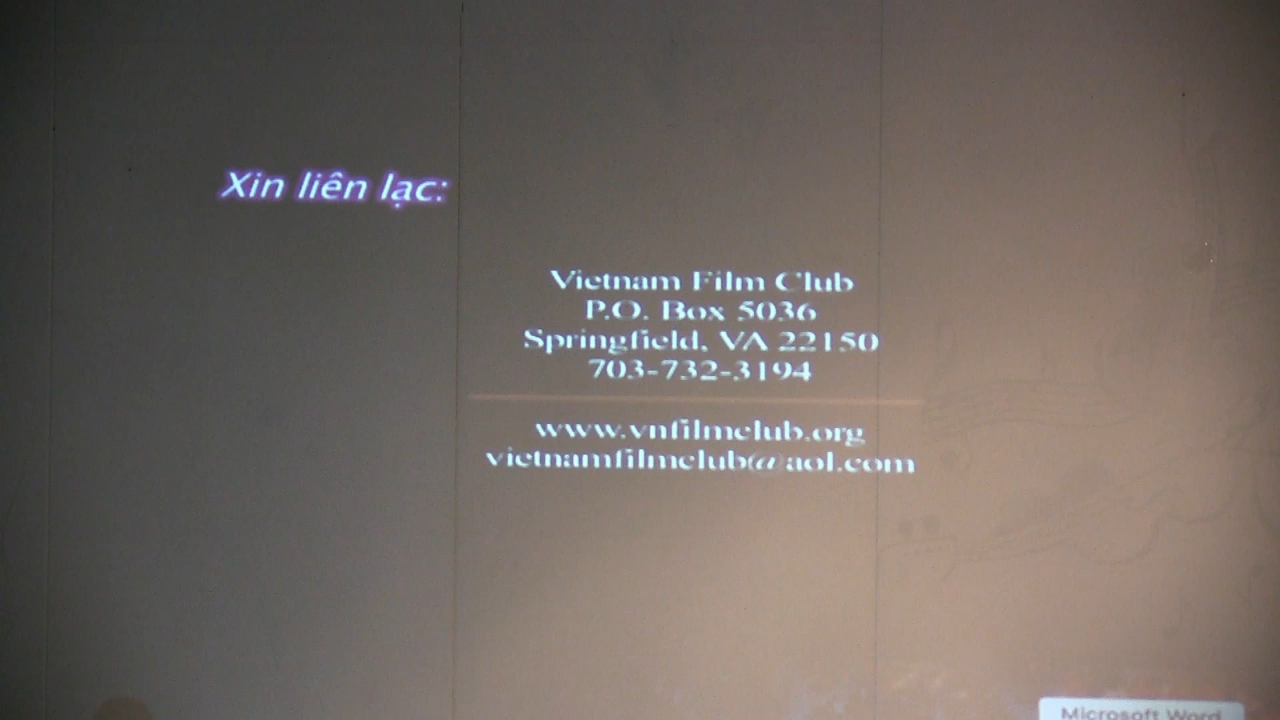 Xin liên lạc:
Vietnam Film Club
P.O. Box 5036
Springfield, VA 22150
703-732-3194
www.vnfilmclub.org
vietnamfilmclub@aol.com
Microsoft Word